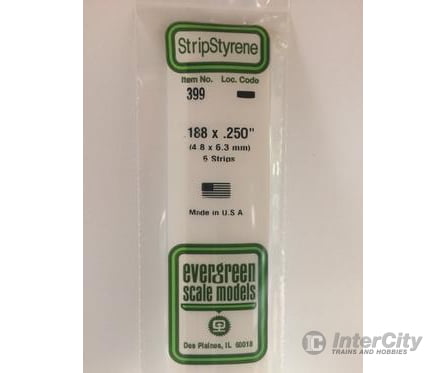 StripStyrene
Item No. Loc. Code
399
.188 x .250"
(4.8 x 6.3 mm)
6 Strips
Made in U.S.A
evergreen
scale models
Des Plaines, IL 60018
InterCity
TRAINS AND HOBBIES